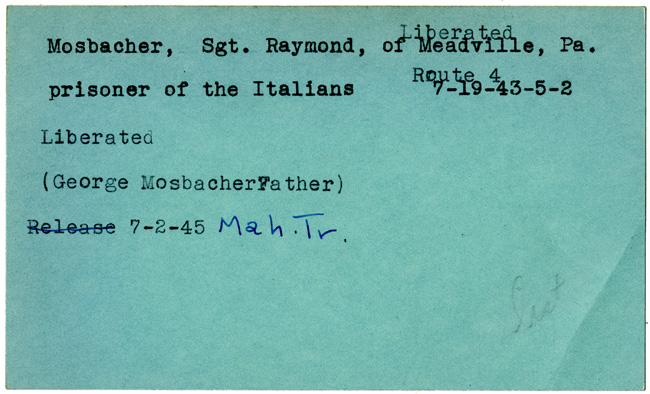 Liberated
Mosbacher, Sgt. Raymond, of Meadville, Pa.
Route 4
prisoner of the Italians 7-19-43-5-2
Liberated
(George MosbacherFather)
Release 7-2-45 Mah.Tr.